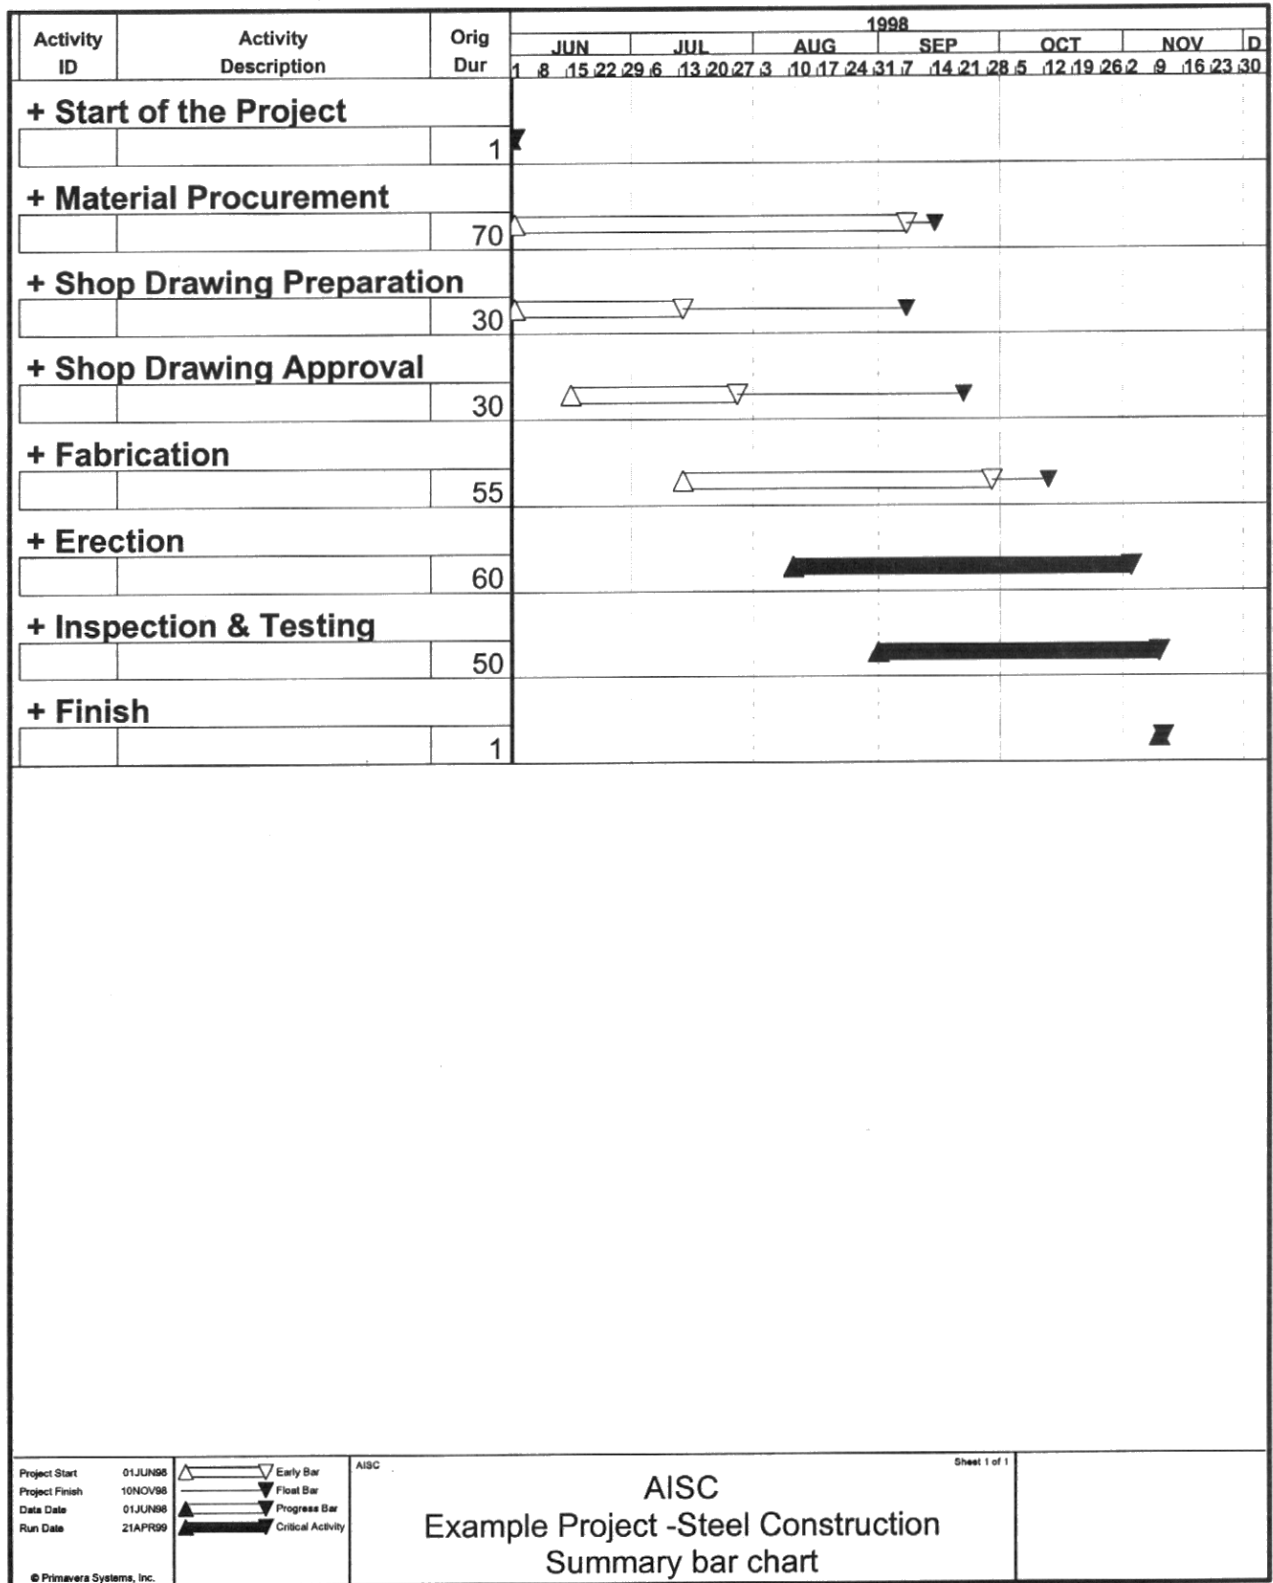 Activity ID
Activity Description
Orig Dur
1998
JUN JUL AUG SEP OCT NOV D
1 8 15 22 29 6 13 20 27 3 10 17 24 31 7 14 21 28 5 12 19 26 2 9 16 23 30
+ Start of the Project
1
+ Material Procurement
70
+ Shop Drawing Preparation
30
+ Shop Drawing Approval
30
+ Fabrication
55
+ Erection
60
+ Inspection & Testing
50
+ Finish
1
Project Start 01JUN98
Project Finish 10NOV98
Data Date 01JUN98
Run Date 21APR99
© Primavera Systems, Inc.
Early Bar
Float Bar
Progress Bar
Critical Activity
AISC
Sheet 1 of 1
AISC
Example Project -Steel Construction
Summary bar chart